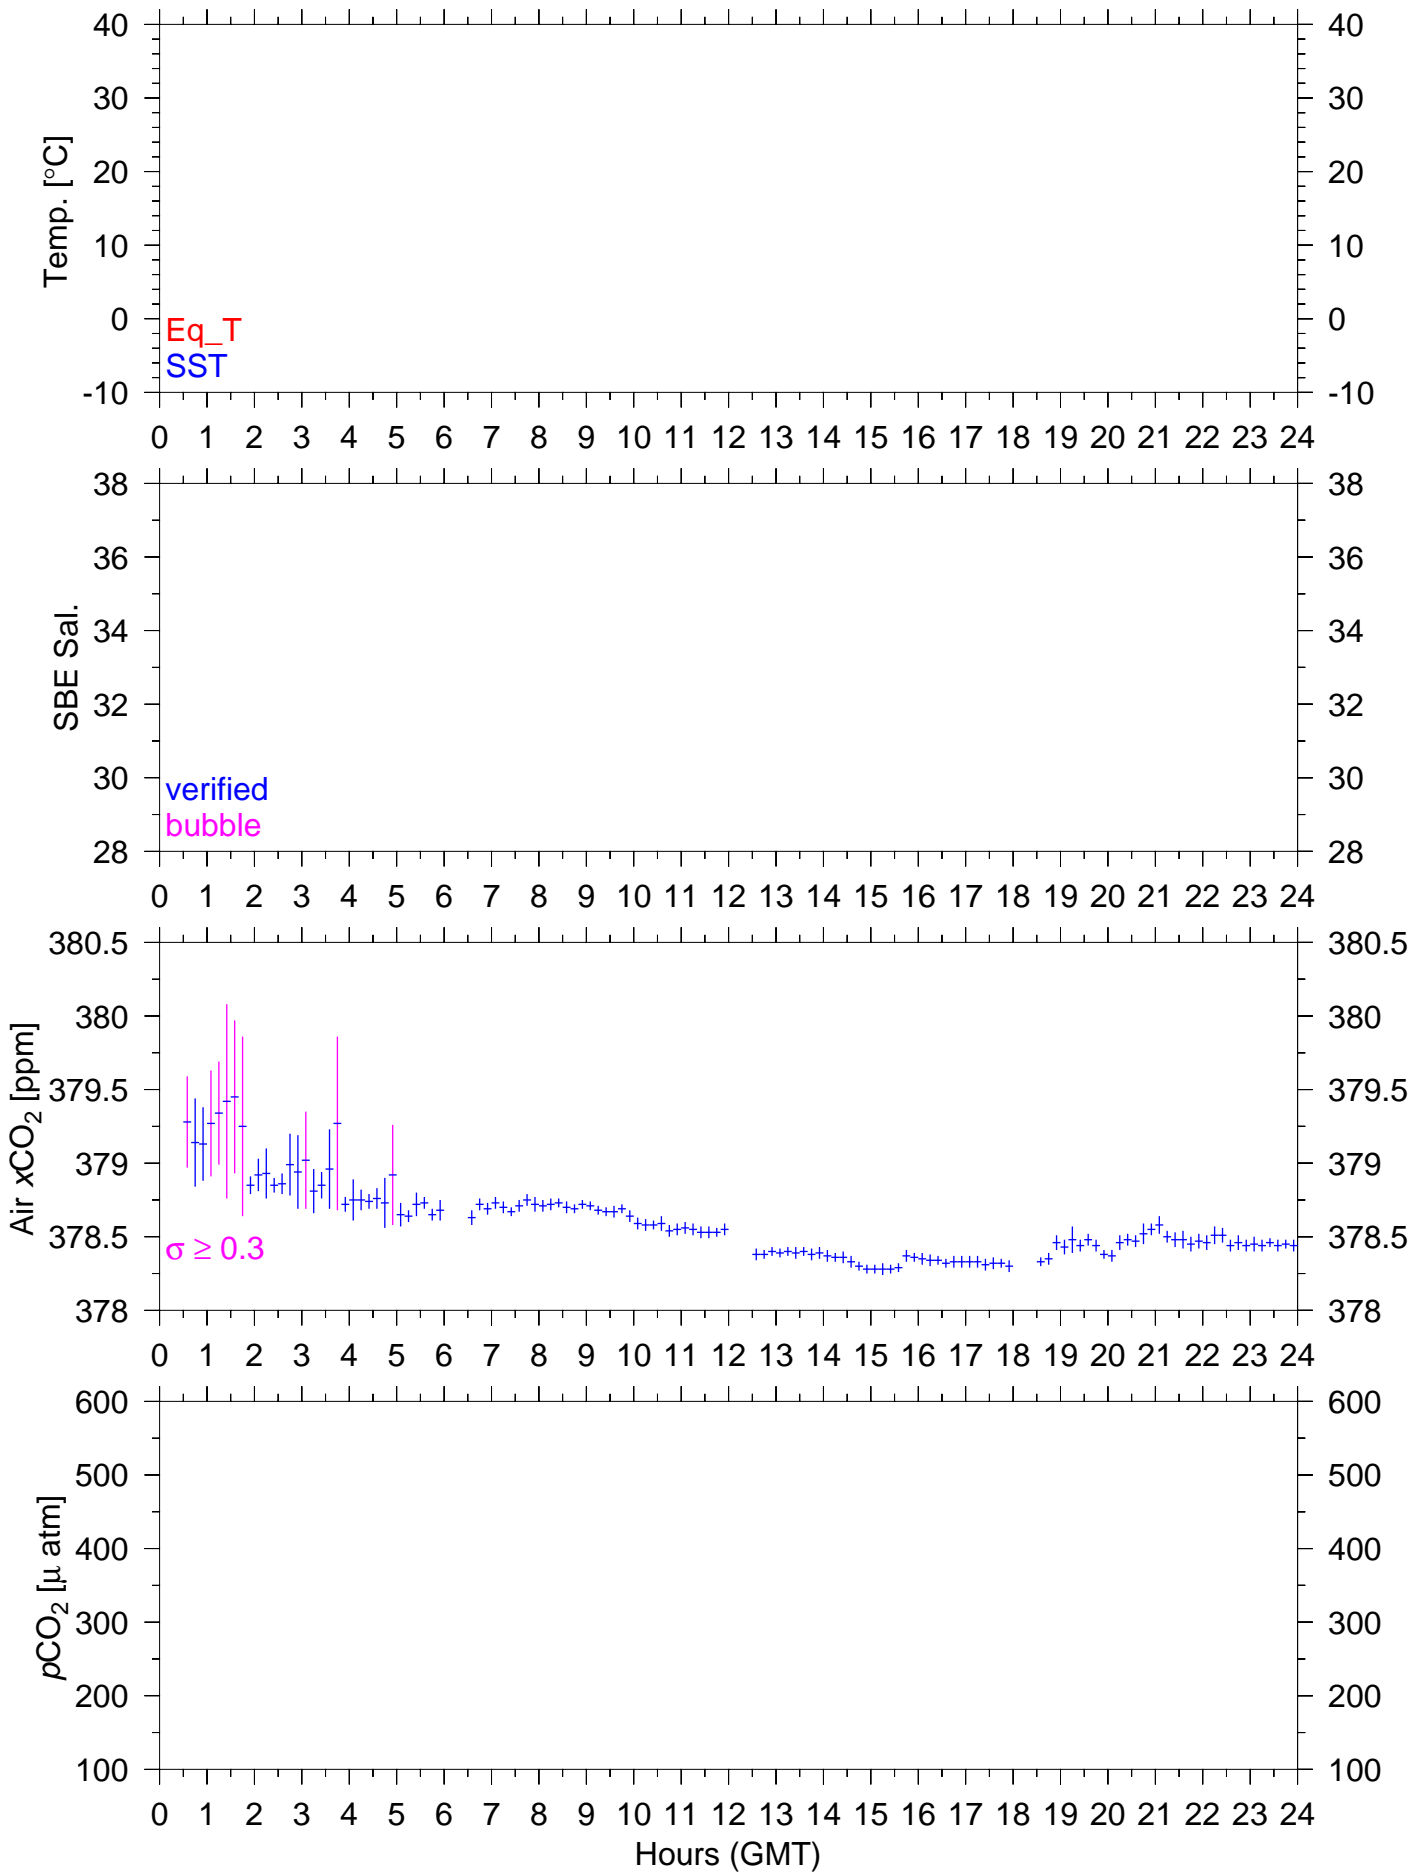 40 40
30 30
20 20
10 10
0 0
-10 -10
Temp. [°C]
Eq_T
SST
0 1 2 3 4 5 6 7 8 9 10 11 12 13 14 15 16 17 18 19 20 21 22 23 24
38 38
36 36
34 34
32 32
30 30
28 28
SBE Sal.
verified
bubble
0 1 2 3 4 5 6 7 8 9 10 11 12 13 14 15 16 17 18 19 20 21 22 23 24
380.5 380.5
380 380
379.5 379.5
379 379
378.5 378.5
378 378
Air xCO₂ [ppm]
σ ≥ 0.3
0 1 2 3 4 5 6 7 8 9 10 11 12 13 14 15 16 17 18 19 20 21 22 23 24
600 600
500 500
400 400
300 300
200 200
100 100
pCO₂ [μ atm]
0 1 2 3 4 5 6 7 8 9 10 11 12 13 14 15 16 17 18 19 20 21 22 23 24
Hours (GMT)